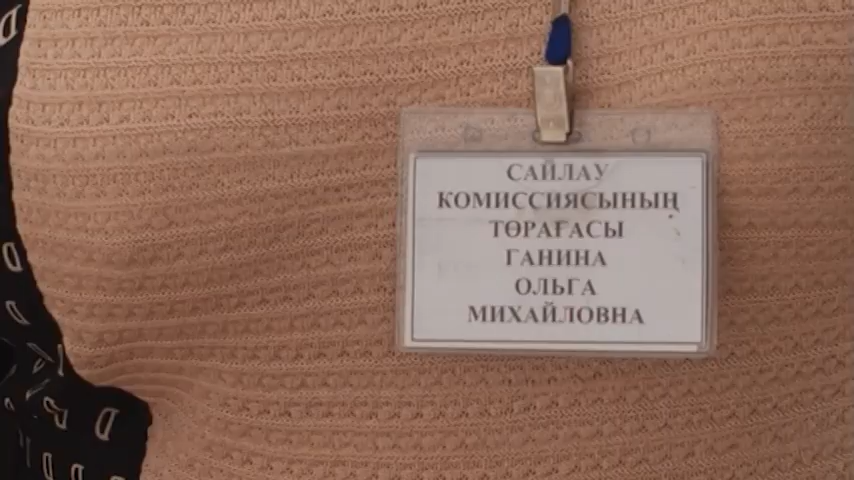 САЙЛАУ
КОМИССИЯСЫНЫҢ
ТӨРАҒАСЫ
ГАНИНА
ОЛЬГА
МИХАЙЛОВНА